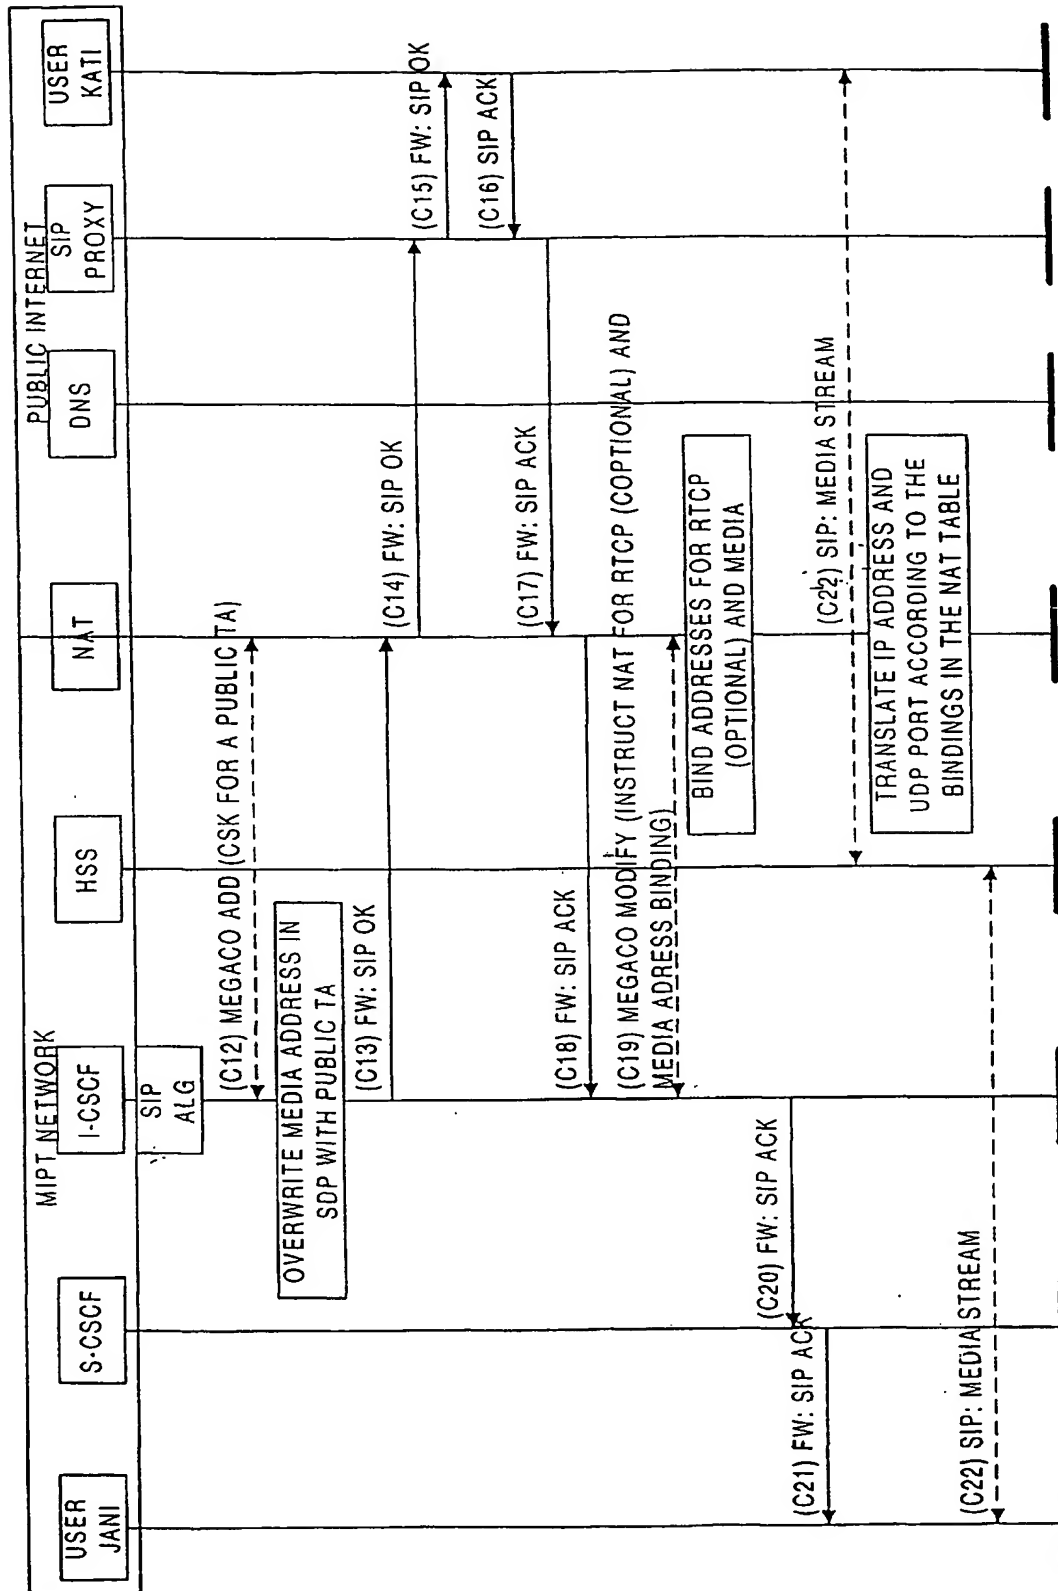 MIPT NETWORK
PUBLIC INTERNET
USER
JANI
S-CSCF
I-CSCF
SIP
ALG
HSS
NAT
DNS
SIP
PROXY
USER
KATI
(C12) MEGACO ADD (CSK FOR A PUBLIC TA)
OVERWRITE MEDIA ADDRESS IN
SDP WITH PUBLIC TA
(C13) FW: SIP OK
(C14) FW: SIP OK
(C15) FW: SIP OK
(C16) SIP ACK
(C17) FW: SIP ACK
(C18) FW: SIP ACK
(C19) MEGACO MODIFY (INSTRUCT NAT FOR RTCP (COPTIONAL) AND
MEDIA ADRESS BINDING)
BIND ADDRESSES FOR RTCP
(OPTIONAL) AND MEDIA
(C20) FW: SIP ACK
(C21) FW: SIP ACK
(C22) SIP: MEDIA STREAM
TRANSLATE IP ADDRESS AND
UDP PORT ACCORDING TO THE
BINDINGS IN THE NAT TABLE
(C22) SIP: MEDIA STREAM